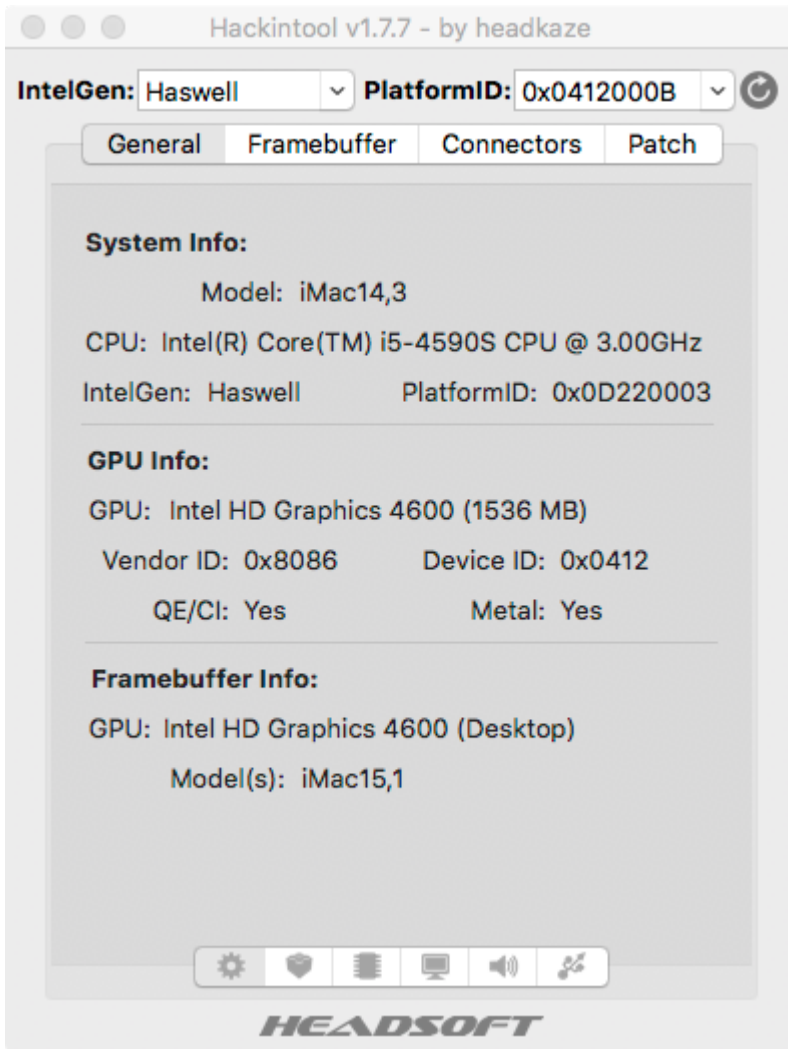 Hackintool v1.7.7 - by headkaze
IntelGen: Haswell PlatformID: 0x0412000B
General Framebuffer Connectors Patch
System Info:
Model: iMac14,3
CPU: Intel(R) Core(TM) i5-4590S CPU @ 3.00GHz
IntelGen: Haswell PlatformID: 0x0D220003
GPU Info:
GPU: Intel HD Graphics 4600 (1536 MB)
Vendor ID: 0x8086 Device ID: 0x0412
QE/CI: Yes Metal: Yes
Framebuffer Info:
GPU: Intel HD Graphics 4600 (Desktop)
Model(s): iMac15,1
HEADSOFT